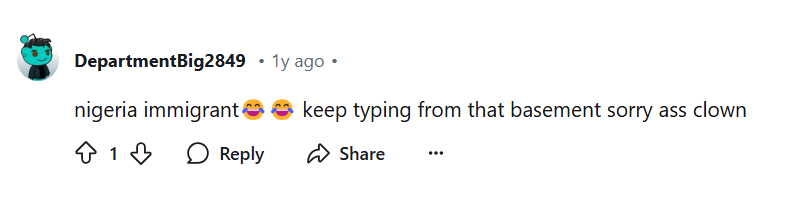 DepartmentBig2849 • 1y ago •
nigeria immigrant😂😂 keep typing from that basement sorry ass clown
1 Reply Share ...